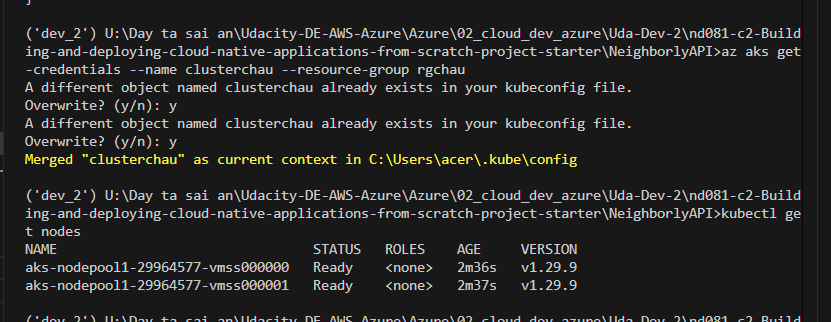 ('dev_2') U:\Day ta sai an\Udacity-DE-AWS-Azure\Azure\02_cloud_dev_azure\Uda-Dev-2\nd081-c2-Build
ing-and-deploying-cloud-native-applications-from-scratch-project-starter\NeighborlyAPI>az aks get
-credentials --name clusterchau --resource-group rgchau
A different object named clusterchau already exists in your kubeconfig file.
Overwrite? (y/n): y
A different object named clusterchau already exists in your kubeconfig file.
Overwrite? (y/n): y
Merged "clusterchau" as current context in C:\Users\acer\.kube\config
('dev_2') U:\Day ta sai an\Udacity-DE-AWS-Azure\Azure\02_cloud_dev_azure\Uda-Dev-2\nd081-c2-Build
ing-and-deploying-cloud-native-applications-from-scratch-project-starter\NeighborlyAPI>kubectl ge
t nodes
NAME STATUS ROLES AGE VERSION
aks-nodepool1-29964577-vmss000000 Ready <none> 2m36s v1.29.9
aks-nodepool1-29964577-vmss000001 Ready <none> 2m37s v1.29.9
('dev_2') U:\Day ta sai an\Udacity-DE-AWS-Azure\Azure\02_cloud_dev_azure\Uda-Dev-2\nd081-c2-Build